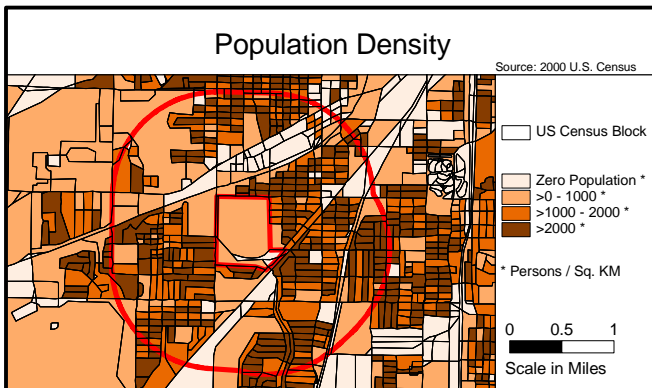 Population Density
Source: 2000 U.S. Census
US Census Block
Zero Population *
>0 - 1000 *
>1000 - 2000 *
>2000 *
* Persons / Sq. KM
0 0.5 1
Scale in Miles